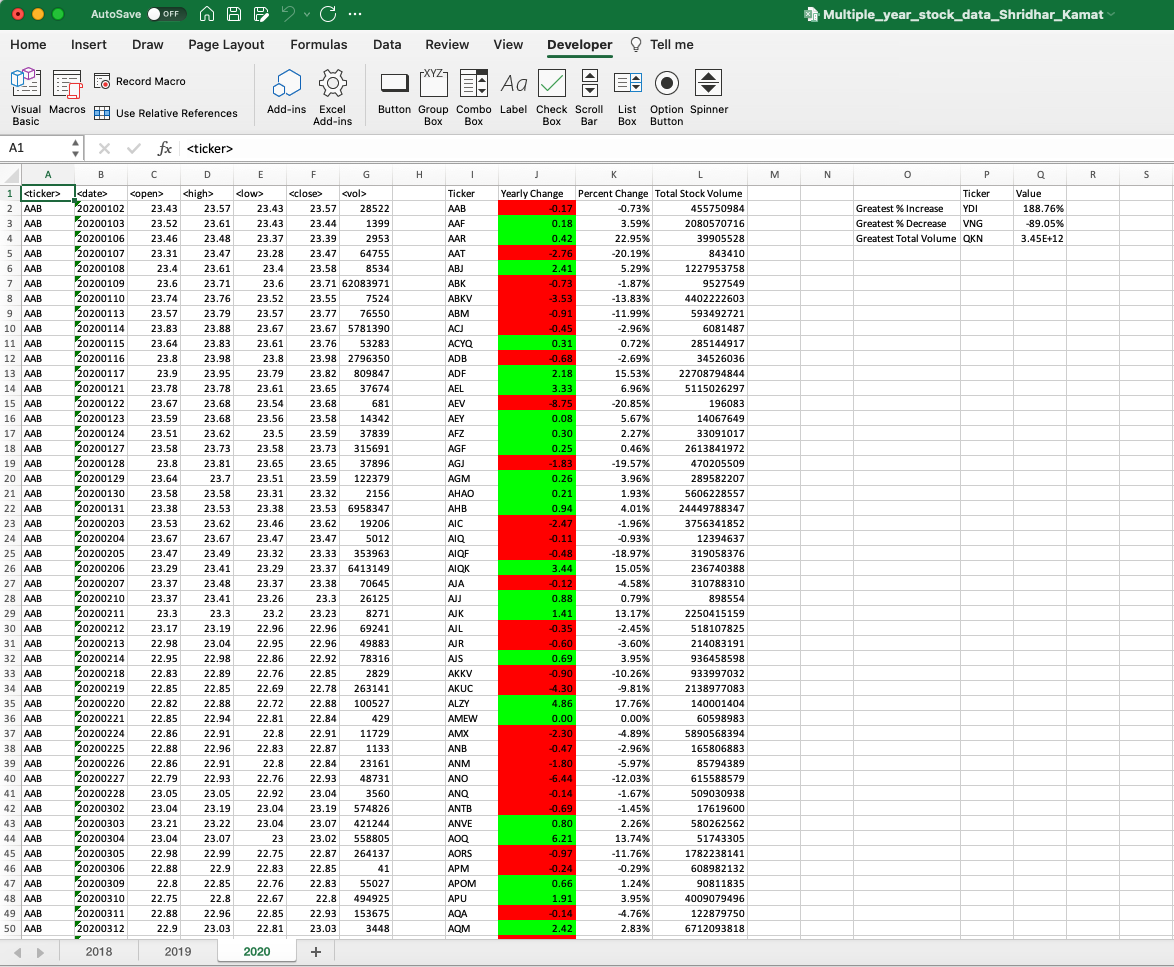 AutoSave OFF Multiple_year_stock_data_Shridhar_Kamat
Home Insert Draw Page Layout Formulas Data Review View Developer Tell me
Visual Basic Macros Record Macro Use Relative References Add-ins Excel Add-ins Button Group Box Combo Box Label Check Box Scroll Bar List Box Option Button Spinner
A1 fx <ticker>
A B C D E F G H I J K L M N O P Q R S
1 <ticker> <date> <open> <high> <low> <close> <vol> Ticker Yearly Change Percent Change Total Stock Volume Ticker Value
2 AAB 20200102 23.43 23.57 23.43 23.57 28522 AAB -0.17 -0.73% 455750984 Greatest % Increase YDI 188.76%
3 AAB 20200103 23.52 23.61 23.43 23.44 1399 AAF 0.18 3.59% 2080570716 Greatest % Decrease VNG -89.05%
4 AAB 20200106 23.46 23.48 23.37 23.39 2953 AAR 0.42 22.95% 39905528 Greatest Total Volume QKN 3.45E+12
5 AAB 20200107 23.31 23.47 23.28 23.47 64755 AAT -2.76 -20.19% 843410
6 AAB 20200108 23.4 23.61 23.4 23.58 8534 ABJ 2.41 5.29% 1227953758
7 AAB 20200109 23.6 23.71 23.6 23.71 62083971 ABK -0.73 -1.87% 9527549
8 AAB 20200110 23.74 23.76 23.52 23.55 7524 ABKV -3.53 -13.83% 4402222603
9 AAB 20200113 23.57 23.79 23.57 23.77 76550 ABM -0.91 -11.99% 593492721
10 AAB 20200114 23.83 23.88 23.67 23.67 5781390 ACJ -0.45 -2.96% 6081487
11 AAB 20200115 23.64 23.83 23.61 23.76 53283 ACYQ 0.31 0.72% 285144917
12 AAB 20200116 23.8 23.98 23.8 23.98 2796350 ADB -0.68 -2.69% 34526036
13 AAB 20200117 23.9 23.95 23.79 23.82 809847 ADF 2.18 15.53% 22708794844
14 AAB 20200121 23.78 23.78 23.61 23.65 37674 AEL 3.33 6.96% 5115026297
15 AAB 20200122 23.67 23.68 23.54 23.68 681 AEV -8.75 -20.85% 196083
16 AAB 20200123 23.59 23.68 23.56 23.58 14342 AEY 0.08 5.67% 14067649
17 AAB 20200124 23.51 23.62 23.5 23.59 37839 AFZ 0.30 2.27% 33091017
18 AAB 20200127 23.58 23.73 23.58 23.73 315691 AGF 0.25 0.46% 2613841972
19 AAB 20200128 23.8 23.81 23.65 23.65 37896 AGJ -1.83 -19.57% 470205509
20 AAB 20200129 23.64 23.7 23.51 23.59 122379 AGM 0.26 3.96% 289582207
21 AAB 20200130 23.58 23.58 23.31 23.32 2156 AHAO 0.21 1.93% 5606228557
22 AAB 20200131 23.38 23.53 23.38 23.53 6958347 AHB 0.94 4.01% 24449788347
23 AAB 20200203 23.53 23.62 23.46 23.62 19206 AIC -2.47 -1.96% 3756341852
24 AAB 20200204 23.67 23.67 23.47 23.47 5012 AIQ -0.11 -0.93% 12394637
25 AAB 20200205 23.47 23.49 23.32 23.33 353963 AIQF -0.48 -18.97% 319058376
26 AAB 20200206 23.29 23.41 23.29 23.37 6413149 AIQK 3.44 15.05% 236740388
27 AAB 20200207 23.37 23.48 23.37 23.38 70645 AJA -0.12 -4.58% 310788310
28 AAB 20200210 23.37 23.41 23.26 23.3 26125 AJJ 0.88 0.79% 898554
29 AAB 20200211 23.3 23.3 23.2 23.23 8271 AJK 1.41 13.17% 2250415159
30 AAB 20200212 23.17 23.19 22.96 22.96 69241 AJL -0.35 -2.45% 518107825
31 AAB 20200213 22.98 23.04 22.95 22.96 49883 AJR -0.60 -3.60% 214083191
32 AAB 20200214 22.95 22.98 22.86 22.92 78316 AJS 0.69 3.95% 936458598
33 AAB 20200218 22.83 22.89 22.76 22.85 2829 AKKV -0.90 -10.26% 933997032
34 AAB 20200219 22.85 22.85 22.69 22.78 263141 AKUC -4.30 -9.81% 2138977083
35 AAB 20200220 22.82 22.88 22.72 22.88 100527 ALZY 4.86 17.76% 140001404
36 AAB 20200221 22.85 22.94 22.81 22.84 429 AMEW 0.00 0.00% 60598983
37 AAB 20200224 22.86 22.91 22.8 22.91 11729 AMX -2.30 -4.89% 5890568394
38 AAB 20200225 22.88 22.96 22.83 22.87 1133 ANB -0.47 -2.96% 165806883
39 AAB 20200226 22.86 22.91 22.8 22.84 23161 ANM -1.80 -5.97% 85794389
40 AAB 20200227 22.79 22.93 22.76 22.93 48731 ANO -6.44 -12.03% 615588579
41 AAB 20200228 23.05 23.05 22.92 23.04 3560 ANQ -0.14 -1.67% 509030938
42 AAB 20200302 23.04 23.19 23.04 23.19 574826 ANTB -0.69 -1.45% 17619600
43 AAB 20200303 23.21 23.22 23.04 23.07 421244 ANVE 0.80 2.26% 580262562
44 AAB 20200304 23.04 23.07 23 23.02 558805 AOQ 6.21 13.74% 51743305
45 AAB 20200305 22.98 22.99 22.75 22.87 264137 AORS -0.97 -11.76% 1782238141
46 AAB 20200306 22.88 22.9 22.83 22.85 41 APM -0.24 -0.29% 608982132
47 AAB 20200309 22.8 22.85 22.76 22.83 55027 APOM 0.66 1.24% 90811835
48 AAB 20200310 22.75 22.8 22.67 22.8 494925 APU 1.91 3.95% 4009079496
49 AAB 20200311 22.88 22.96 22.85 22.93 153675 AQA -0.14 -4.76% 122879750
50 AAB 20200312 22.9 23.03 22.81 23.03 3448 AQM 2.42 2.83% 6712093818
2018 2019 2020 +